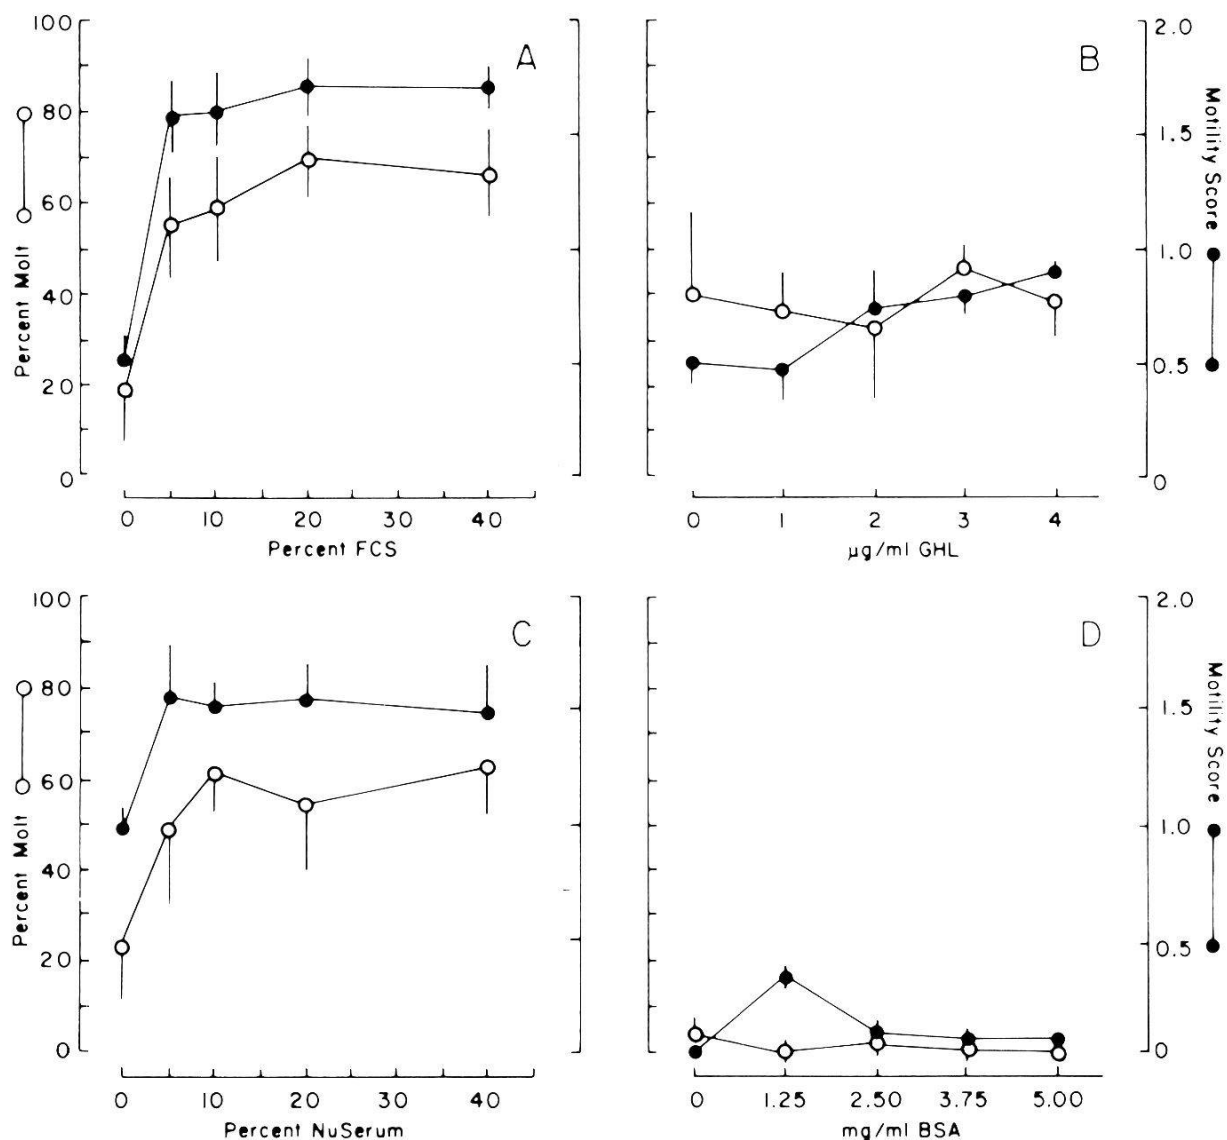 A
100
80
60
40
20
0
Percent Molt
0 10 20 30 40
Percent FCS
B
2.0
1.5
1.0
0.5
0
Motility Score
0 1 2 3 4
µg/ml GHL
C
100
80
60
40
20
0
Percent Molt
0 10 20 30 40
Percent NuSerum
D
2.0
1.5
1.0
0.5
0
Motility Score
0 1.25 2.50 3.75 5.00
mg/ml BSA